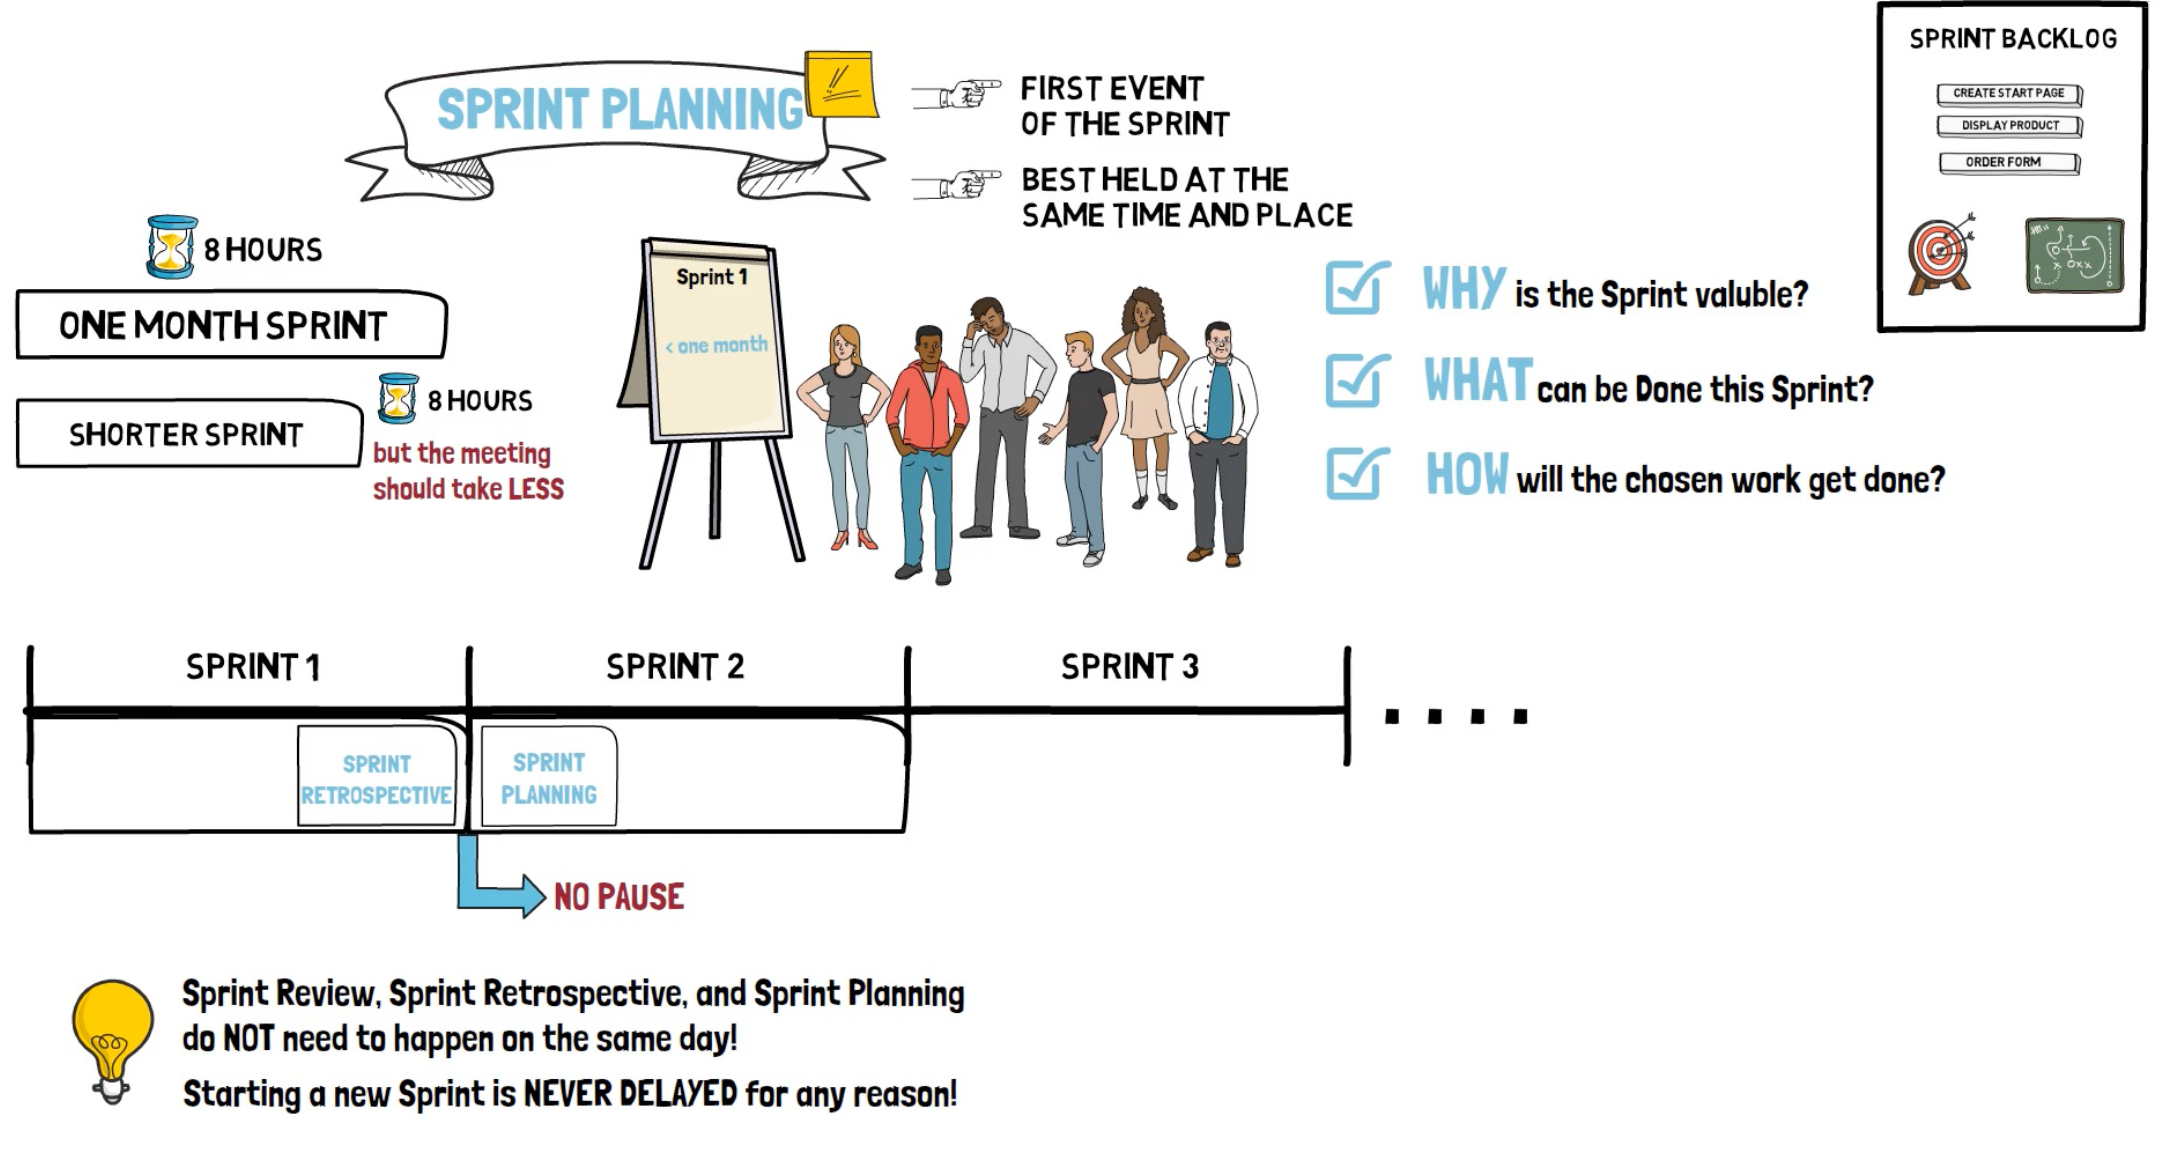 SPRINT PLANNING
FIRST EVENT
OF THE SPRINT
BEST HELD AT THE
SAME TIME AND PLACE
SPRINT BACKLOG
CREATE START PAGE
DISPLAY PRODUCT
ORDER FORM
8 HOURS
ONE MONTH SPRINT
SHORTER SPRINT
8 HOURS
but the meeting
should take LESS
Sprint 1
< one month
WHY is the Sprint valuble?
WHAT can be Done this Sprint?
HOW will the chosen work get done?
SPRINT 1
SPRINT 2
SPRINT 3
SPRINT
RETROSPECTIVE
SPRINT
PLANNING
NO PAUSE
Sprint Review, Sprint Retrospective, and Sprint Planning
do NOT need to happen on the same day!
Starting a new Sprint is NEVER DELAYED for any reason!